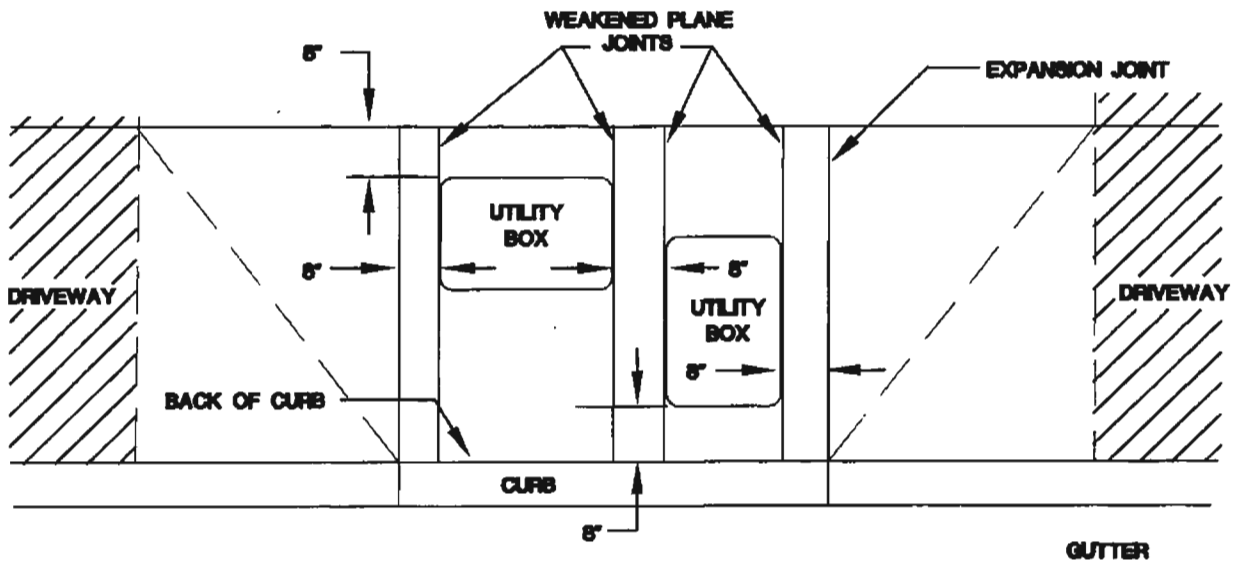 WEAKENED PLANE
JOINTS
8"
EXPANSION JOINT
UTILITY
BOX
8"
8"
DRIVEWAY
DRIVEWAY
UTILITY
BOX
8"
BACK OF CURB
CURB
8"
GUTTER